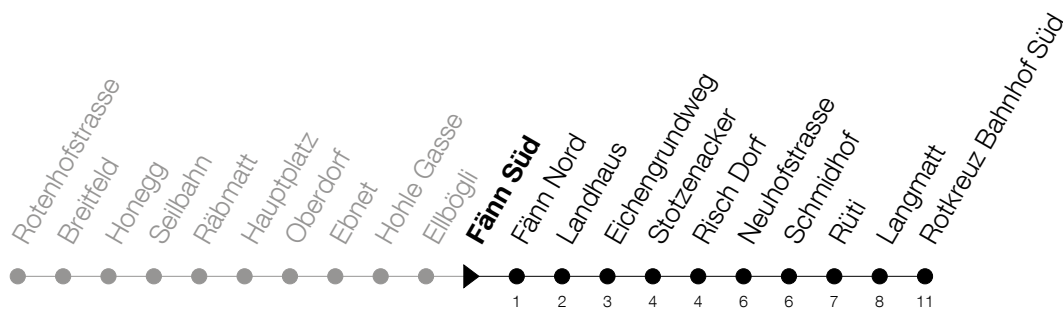 Rotenhofstrasse
Breitfeld
Honegg
Seilbahn
Räbmatt
Hauptplatz
Oberdorf
Ebnet
Hohle Gasse
Ellbögli
Fänn Süd
Fänn Nord
Landhaus
Eichengrundweg
Stotzenacker
Risch Dorf
Neuhofstrasse
Schmidhof
Rüti
Langmatt
Rotkreuz Bahnhof Süd
1 2 3 4 4 6 6 7 8 11